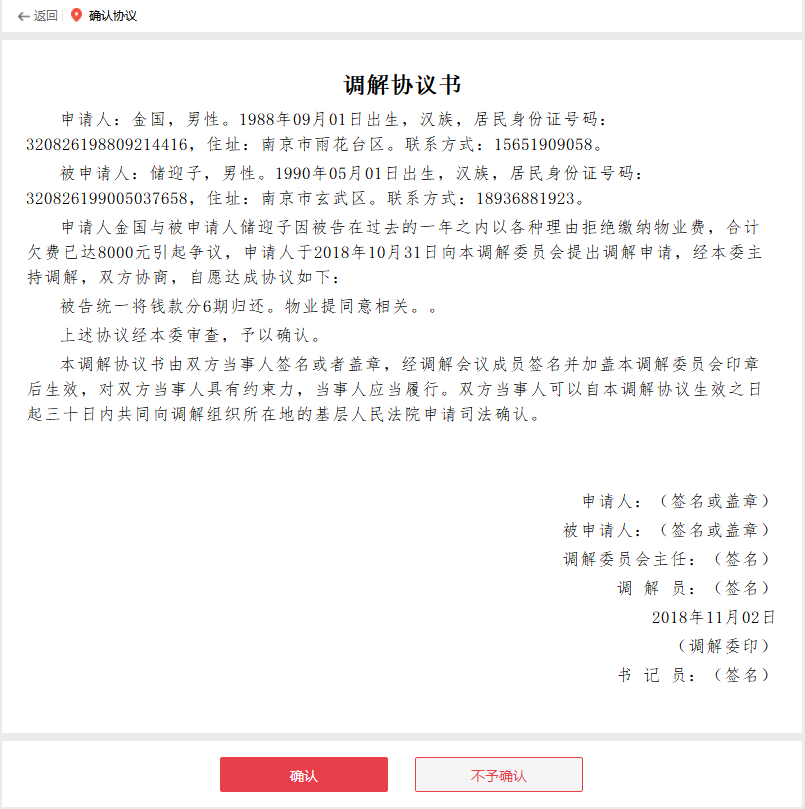 返回 确认协议
调解协议书
申请人：金国，男性。1988年09月01日出生，汉族，居民身份证号码：
320826198809214416，住址：南京市雨花台区。联系方式：15651909058。
被申请人：储迎子，男性。1990年05月01日出生，汉族，居民身份证号码：
320826199005037658，住址：南京市玄武区。联系方式：18936881923。
申请人金国与被申请人储迎子因被告在过去的一年之内以各种理由拒绝缴纳物业费，合计
欠费已达8000元引起争议，申请人于2018年10月31日向本调解委员会提出调解申请，经本委主
持调解，双方协商，自愿达成协议如下：
被告统一将钱款分6期归还。物业提同意相关。。
上述协议经本委审查，予以确认。
本调解协议书由双方当事人签名或者盖章，经调解会议成员签名并加盖本调解委员会印章
后生效，对双方当事人具有约束力，当事人应当履行。双方当事人可以自本调解协议生效之日
起三十日内共同向调解组织所在地的基层人民法院申请司法确认。
申请人：（签名或盖章）
被申请人：（签名或盖章）
调解委员会主任：（签名）
调 解 员：（签名）
2018年11月02日
（调解委印）
书 记 员：（签名）
确认 不予确认